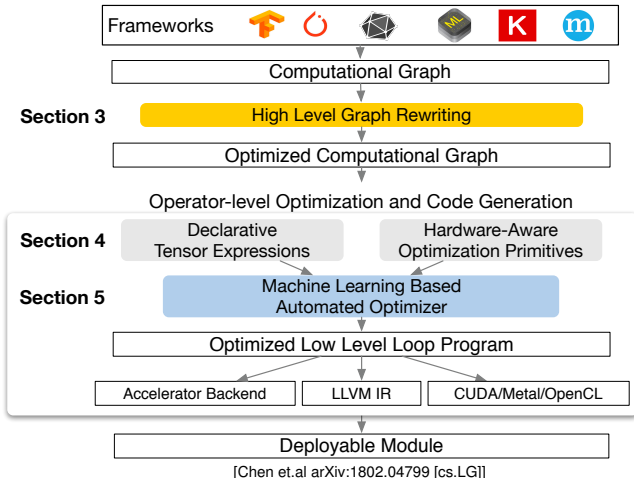 Frameworks
ML
K
m
Computational Graph
Section 3
High Level Graph Rewriting
Optimized Computational Graph
Operator-level Optimization and Code Generation
Section 4
Declarative
Tensor Expressions
Hardware-Aware
Optimization Primitives
Section 5
Machine Learning Based
Automated Optimizer
Optimized Low Level Loop Program
Accelerator Backend
LLVM IR
CUDA/Metal/OpenCL
Deployable Module
[Chen et.al arXiv:1802.04799 [cs.LG]]